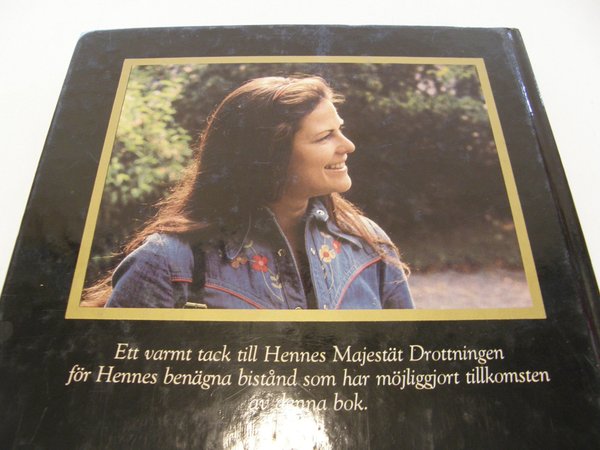 Ett varmt tack till Hennes Majestät Drottningen
för Hennes benägna bistånd som har möjliggjort tillkomsten
av denna bok.